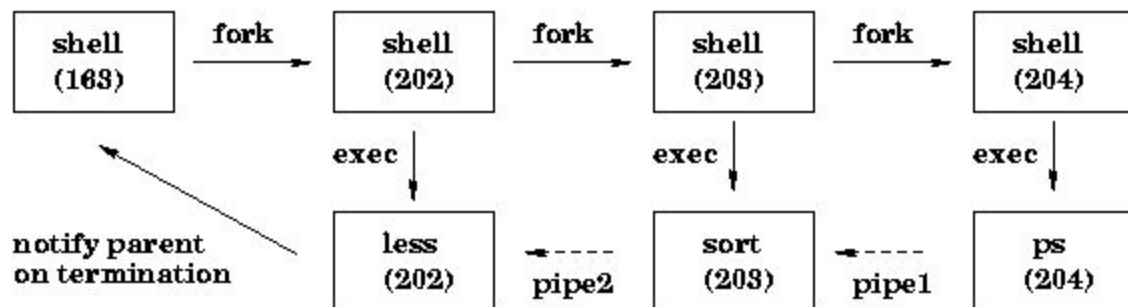 shell
(163)
fork
shell
(202)
fork
shell
(203)
fork
shell
(204)
exec
exec
exec
notify parent
on termination
less
(202)
pipe2
sort
(203)
pipe1
ps
(204)